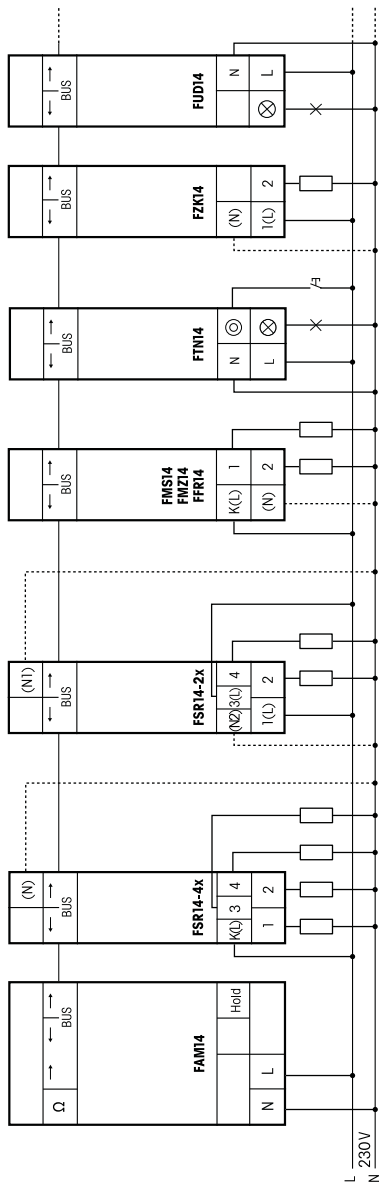 Ω
BUS
FAM14
Hold
N L
(N)
BUS
FSR14-4x
K(L) 3 4
1 2
(N1)
BUS
FSR14-2x
(N2) 3(L) 4
1(L) 2
BUS
FMS14
FMZ14
FFR14
K(L) 1
(N) 2
BUS
FTN14
N
L
BUS
FZK14
(N)
1(L) 2
BUS
FUD14
N
L
L
230V
N